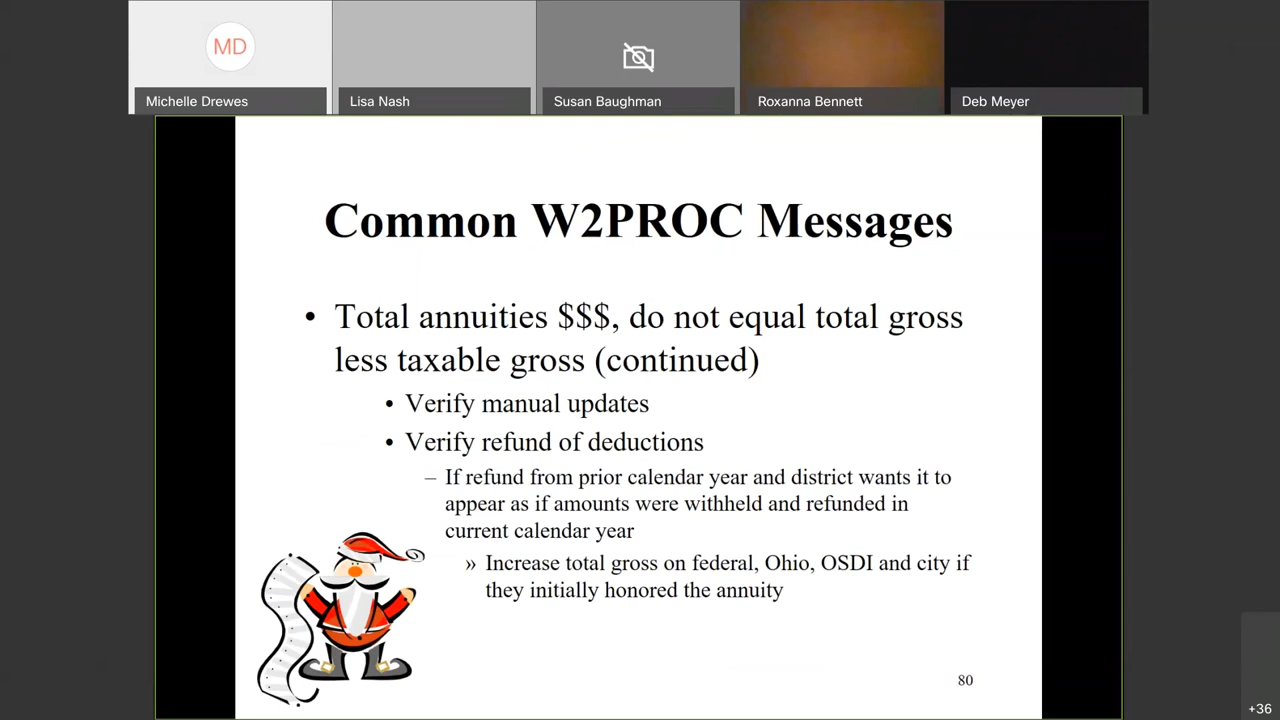 MD
Michelle Drewes
Lisa Nash
Susan Baughman
Roxanna Bennett
Deb Meyer
Common W2PROC Messages
• Total annuities $$$, do not equal total gross
less taxable gross (continued)
• Verify manual updates
• Verify refund of deductions
– If refund from prior calendar year and district wants it to
appear as if amounts were withheld and refunded in
current calendar year
» Increase total gross on federal, Ohio, OSDI and city if
they initially honored the annuity
80
+36